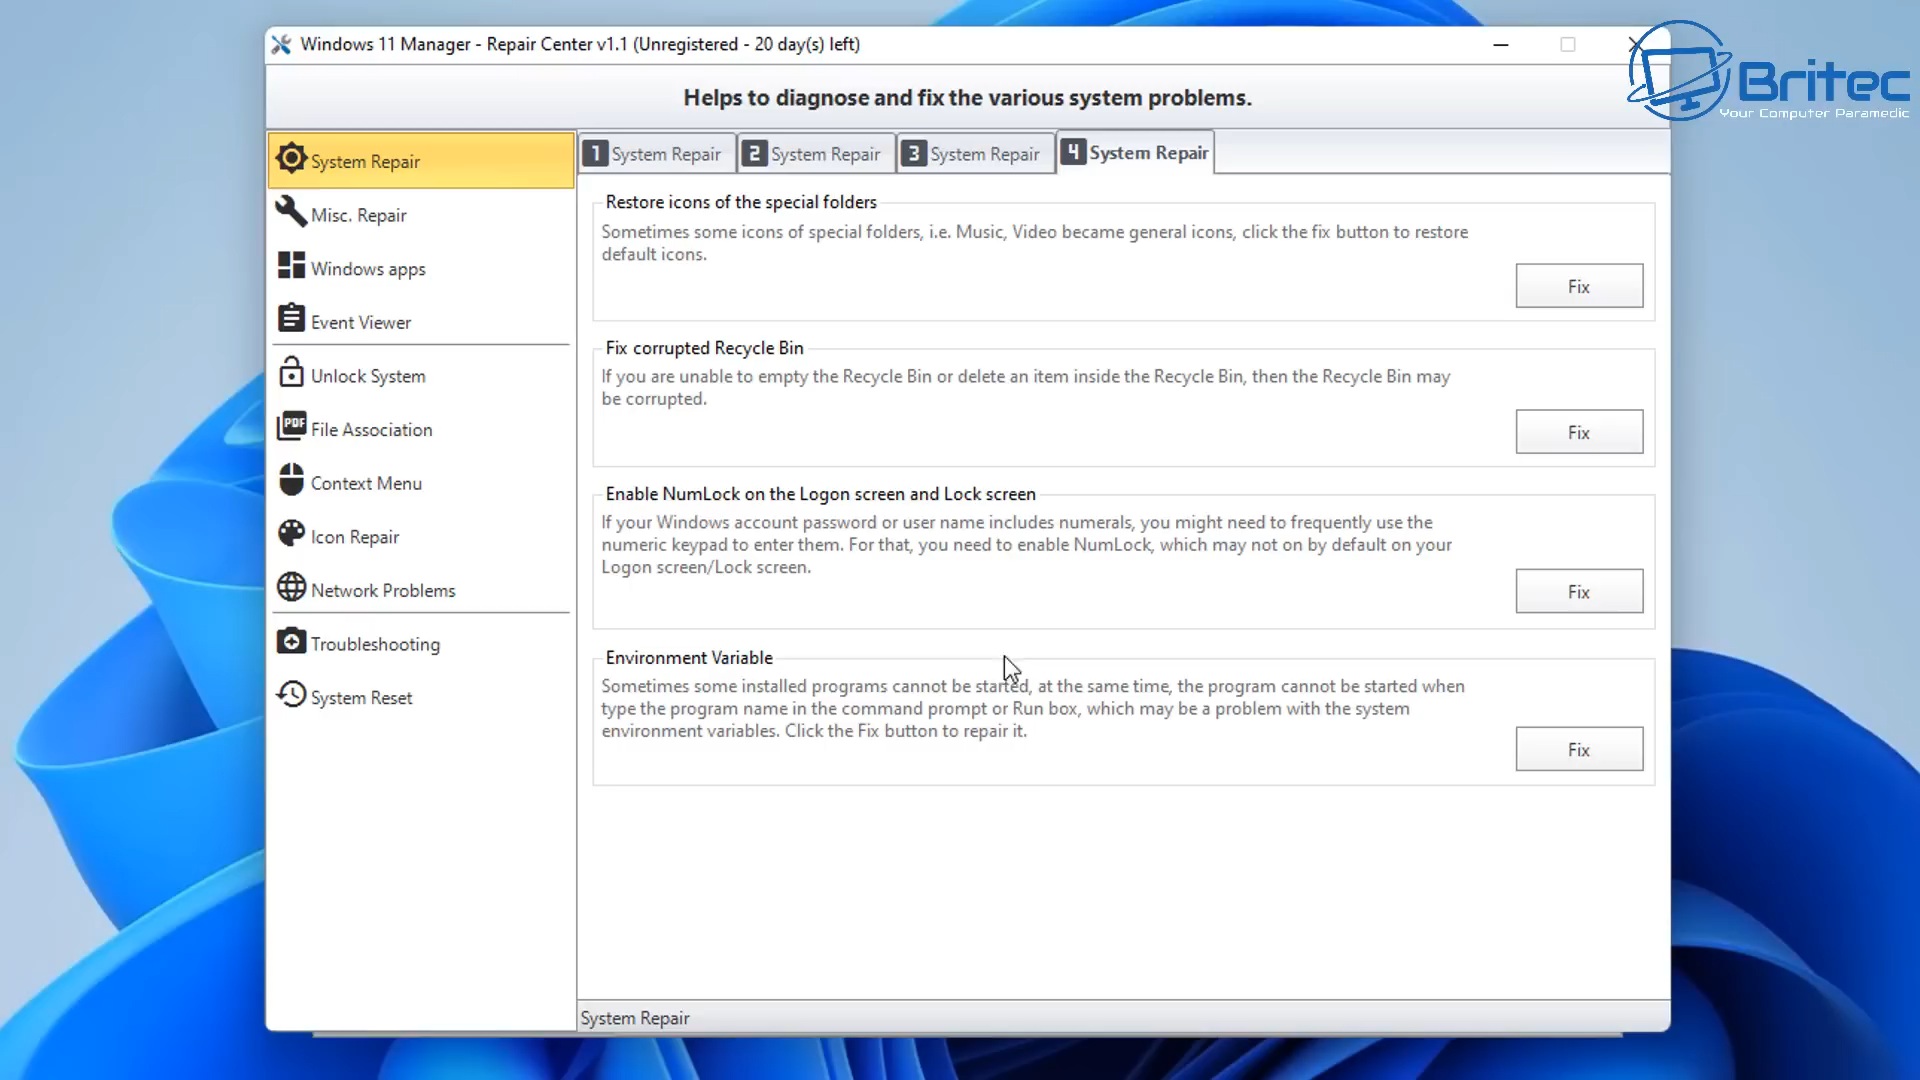 Windows 11 Manager - Repair Center v1.1 (Unregistered - 20 day(s) left)
Britec
Your Computer Paramedic
Helps to diagnose and fix the various system problems.
System Repair
Misc. Repair
Windows apps
Event Viewer
Unlock System
PDF File Association
Context Menu
Icon Repair
Network Problems
Troubleshooting
System Reset
1 System Repair
2 System Repair
3 System Repair
4 System Repair
Restore icons of the special folders
Sometimes some icons of special folders, i.e. Music, Video became general icons, click the fix button to restore
default icons.
Fix
Fix corrupted Recycle Bin
If you are unable to empty the Recycle Bin or delete an item inside the Recycle Bin, then the Recycle Bin may
be corrupted.
Fix
Enable NumLock on the Logon screen and Lock screen
If your Windows account password or user name includes numerals, you might need to frequently use the
numeric keypad to enter them. For that, you need to enable NumLock, which may not on by default on your
Logon screen/Lock screen.
Fix
Environment Variable
Sometimes some installed programs cannot be started, at the same time, the program cannot be started when
type the program name in the command prompt or Run box, which may be a problem with the system
environment variables. Click the Fix button to repair it.
Fix
System Repair